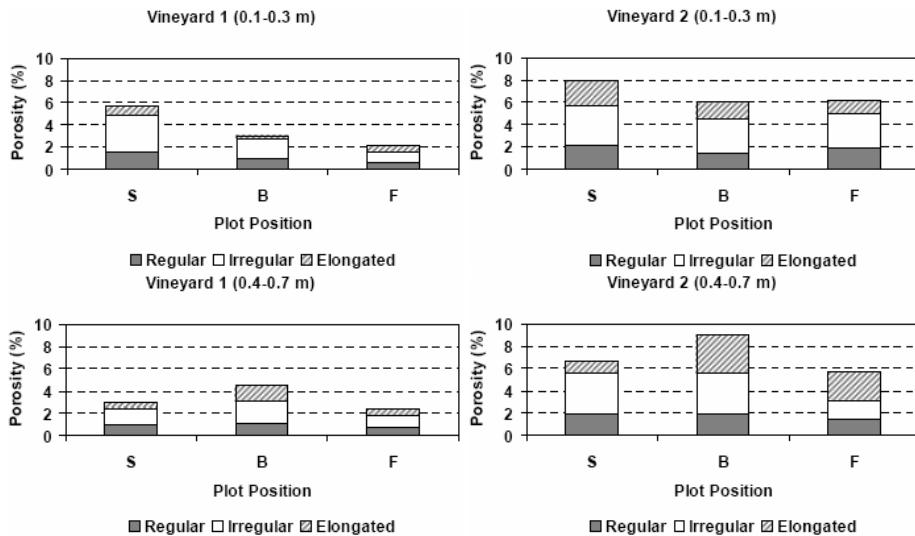 Vineyard 1 (0.1-0.3 m)
Porosity (%)
10
8
6
4
2
0
S B F
Plot Position
Regular Irregular Elongated
Vineyard 2 (0.1-0.3 m)
Porosity (%)
10
8
6
4
2
0
S B F
Plot Position
Regular Irregular Elongated
Vineyard 1 (0.4-0.7 m)
Porosity (%)
10
8
6
4
2
0
S B F
Plot Position
Regular Irregular Elongated
Vineyard 2 (0.4-0.7 m)
Porosity (%)
10
8
6
4
2
0
S B F
Plot Position
Regular Irregular Elongated